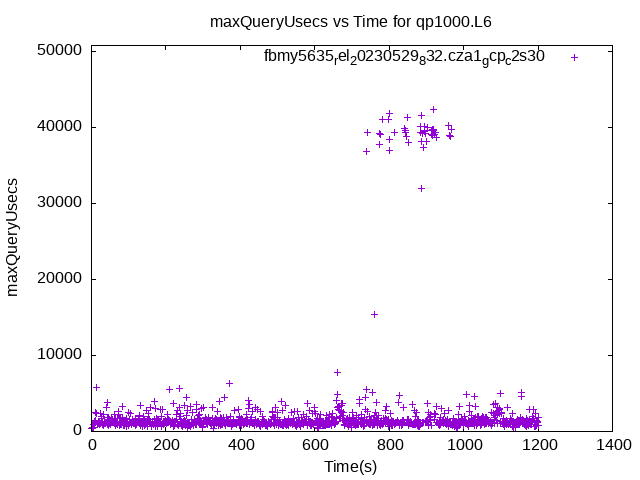 maxQueryUsecs vs Time for qp1000.L6
fbmy5635rel20230529832.cza1gcpc2s30
50000
40000
30000
20000
10000
0
maxQueryUsecs
0 200 400 600 800 1000 1200 1400
Time(s)